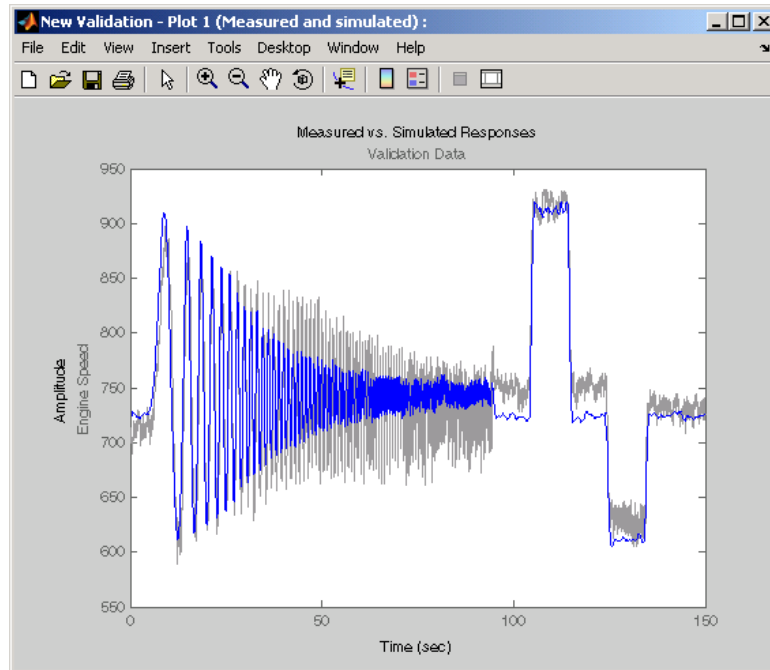 New Validation - Plot 1 (Measured and simulated) :
File Edit View Insert Tools Desktop Window Help
Measured vs. Simulated Responses
Validation Data
950
900
850
800
750
700
650
600
550
Amplitude
Engine Speed
0 50 100 150
Time (sec)